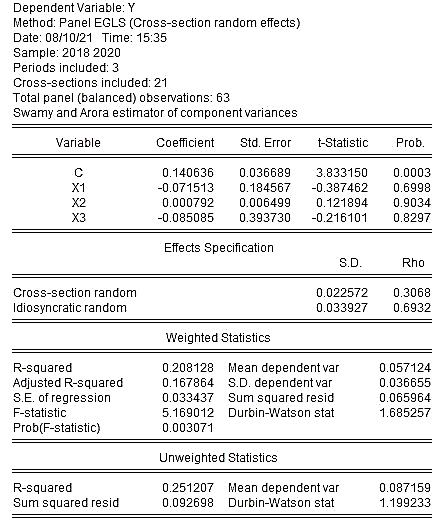 Dependent Variable: Y
Method: Panel EGLS (Cross-section random effects)
Date: 08/10/21 Time: 15:35
Sample: 2018 2020
Periods included: 3
Cross-sections included: 21
Total panel (balanced) observations: 63
Swamy and Arora estimator of component variances
Variable Coefficient Std. Error t-Statistic Prob.
C 0.140636 0.036689 3.833150 0.0003
X1 -0.071513 0.184567 -0.387462 0.6998
X2 0.000792 0.006499 0.121894 0.9034
X3 -0.085085 0.393730 -0.216101 0.8297
Effects Specification
S.D. Rho
Cross-section random 0.022572 0.3068
Idiosyncratic random 0.033927 0.6932
Weighted Statistics
R-squared 0.208128 Mean dependent var 0.057124
Adjusted R-squared 0.167864 S.D. dependent var 0.036655
S.E. of regression 0.033437 Sum squared resid 0.065964
F-statistic 5.169012 Durbin-Watson stat 1.685257
Prob(F-statistic) 0.003071
Unweighted Statistics
R-squared 0.251207 Mean dependent var 0.087159
Sum squared resid 0.092698 Durbin-Watson stat 1.199233